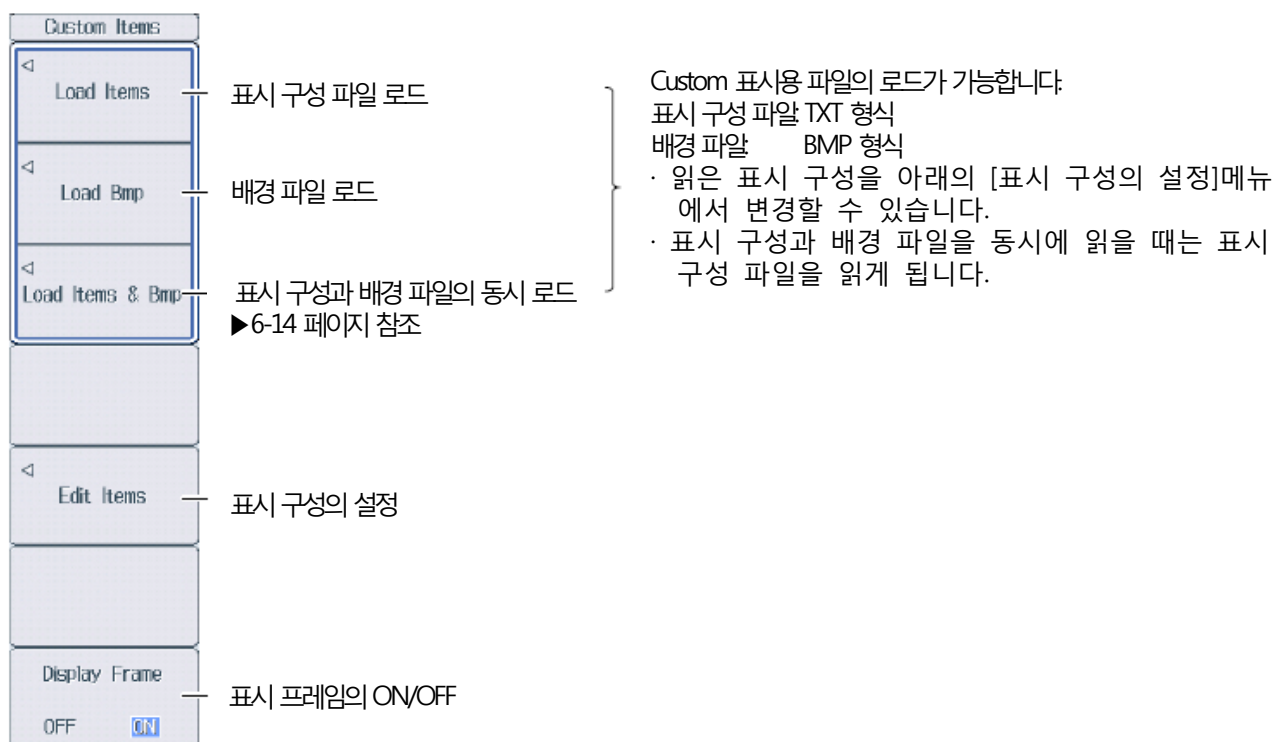 Custom Items
Load Items
표시 구성 파일 로드
Load Bmp
배경 파일 로드
Load Items & Bmp
표시 구성과 배경 파일의 동시 로드
▶6-14 페이지 참조
Custom 표시용 파일의 로드가 가능합니다.
표시 구성 파일: TXT 형식
배경 파일: BMP 형식
· 읽은 표시 구성을 아래의 [표시 구성의 설정]메뉴
에서 변경할 수 있습니다.
· 표시 구성과 배경 파일을 동시에 읽을 때는 표시
구성 파일을 읽게 됩니다.
Edit Items
표시 구성의 설정
Display Frame
표시 프레임의 ON/OFF
OFF ON